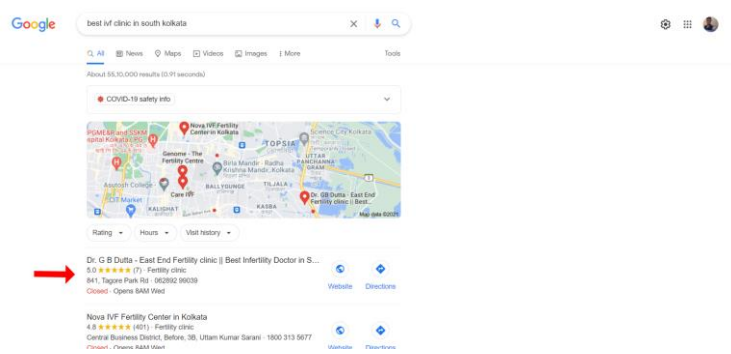 Google
best ivf clinic in south kolkata
All News Maps Videos Images More Tools
About 55,10,000 results (0.91 seconds)
COVID-19 safety info
Nova IVF Fertility
Center in Kolkata
Science City Kolkata
TOPSIA
Genome - The
Fertility Centre
Birla Mandir - Radha
Krishna Mandir, Kolkata
UTTAR
PANCHANNA
GRAM
Asutosh College
BALLYGUNGE
TILJALA
Care IVF
CIT Market
KALIGHAT
KASBA
Dr. GB Dutta - East End
Fertility clinic || Best...
Map data ©2021
Rating Hours Visit history
Dr. G B Dutta - East End Fertility clinic || Best Infertility Doctor in S...
5.0 ★★★★★ (7) · Fertility clinic
841, Tagore Park Rd · 062892 99039
Closed · Opens 8AM Wed
Website Directions
Nova IVF Fertility Center in Kolkata
4.8 ★★★★★ (401) · Fertility clinic
Central Business District, Before, 3B, Uttam Kumar Sarani · 1800 313 5677
Closed · Opens 8AM Wed
Website Directions